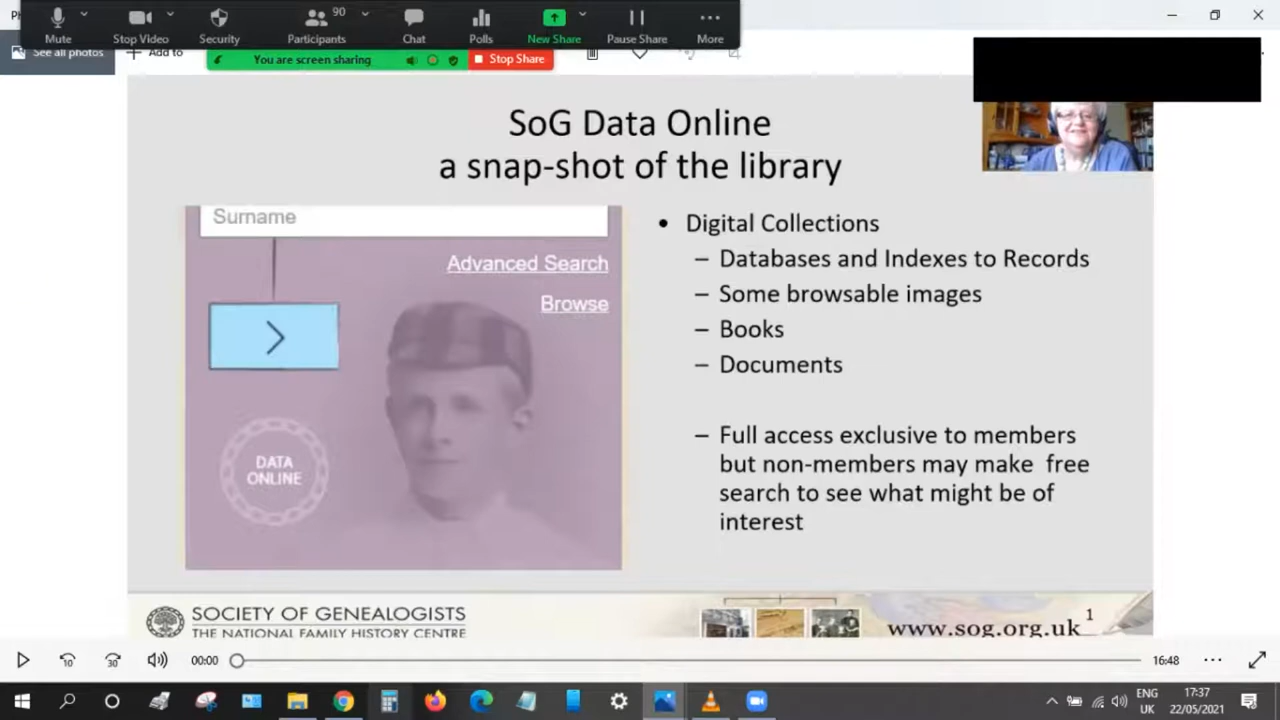 90
Mute
Stop Video
Security
Participants
Chat
Polls
New Share
Pause Share
More
See all photos
Add to
You are screen sharing
Stop Share
SoG Data Online
a snap-shot of the library
Surname
Advanced Search
Browse
DATA
ONLINE
• Digital Collections
– Databases and Indexes to Records
– Some browsable images
– Books
– Documents
– Full access exclusive to members
but non-members may make free
search to see what might be of
interest
SOCIETY OF GENEALOGISTS
THE NATIONAL FAMILY HISTORY CENTRE
www.sog.org.uk
1
10
30
00:00
16:48
ENG
UK
17:37
22/05/2021